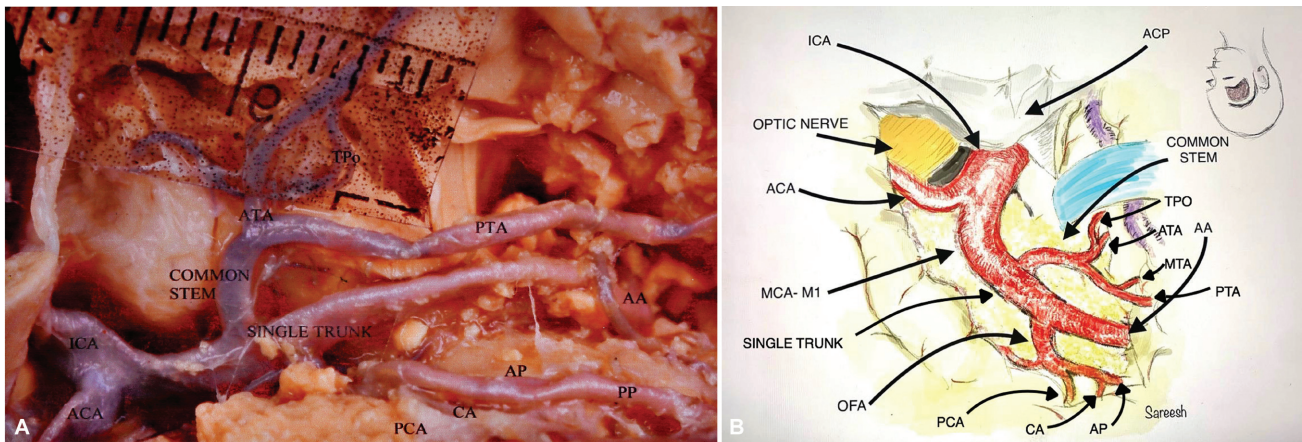 9
TPo
ATA
PTA
COMMON
STEM
AA
SINGLE TRUNK
ICA
AP
PP
ACA
CA
PCA
A
ICA
ACP
OPTIC NERVE
COMMON
STEM
ACA
TPO
ATA
AA
MTA
MCA- M1
PTA
SINGLE TRUNK
OFA
PCA
CA
AP
Sareesh
B